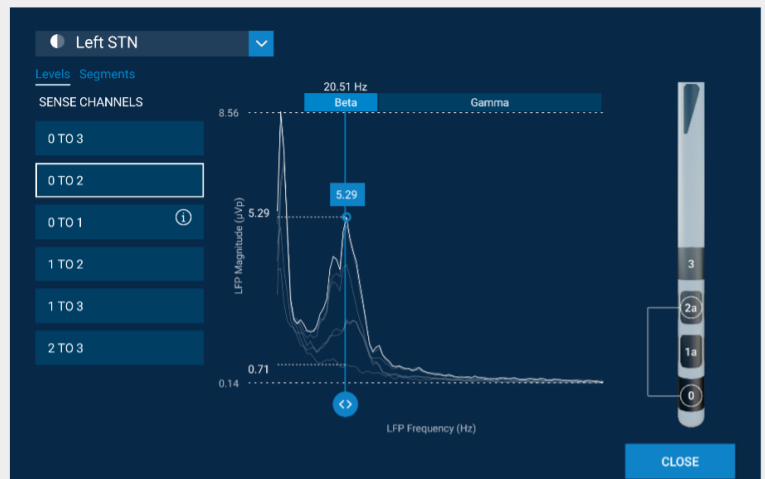 Left STN
Levels Segments
SENSE CHANNELS
0 TO 3
0 TO 2
0 TO 1
1 TO 2
1 TO 3
2 TO 3
20.51 Hz
Beta Gamma
8.56
5.29
5.29
0.71
0.14
LFP Magnitude (µVp)
LFP Frequency (Hz)
3
2a
1a
0
CLOSE